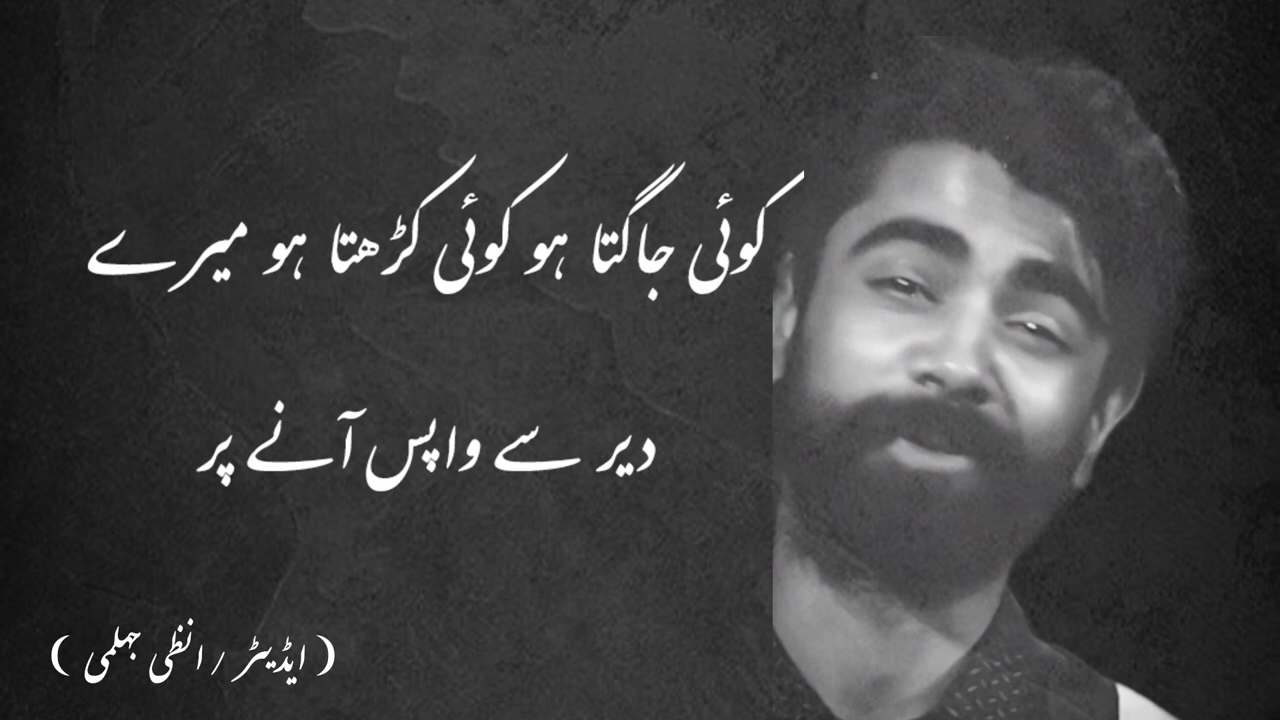 کوئی جاگتا ہو کوئی کڑھتا ہو میرے
دیر سے واپس آنے پر
( ایڈیٹر / انظی جہلمی )